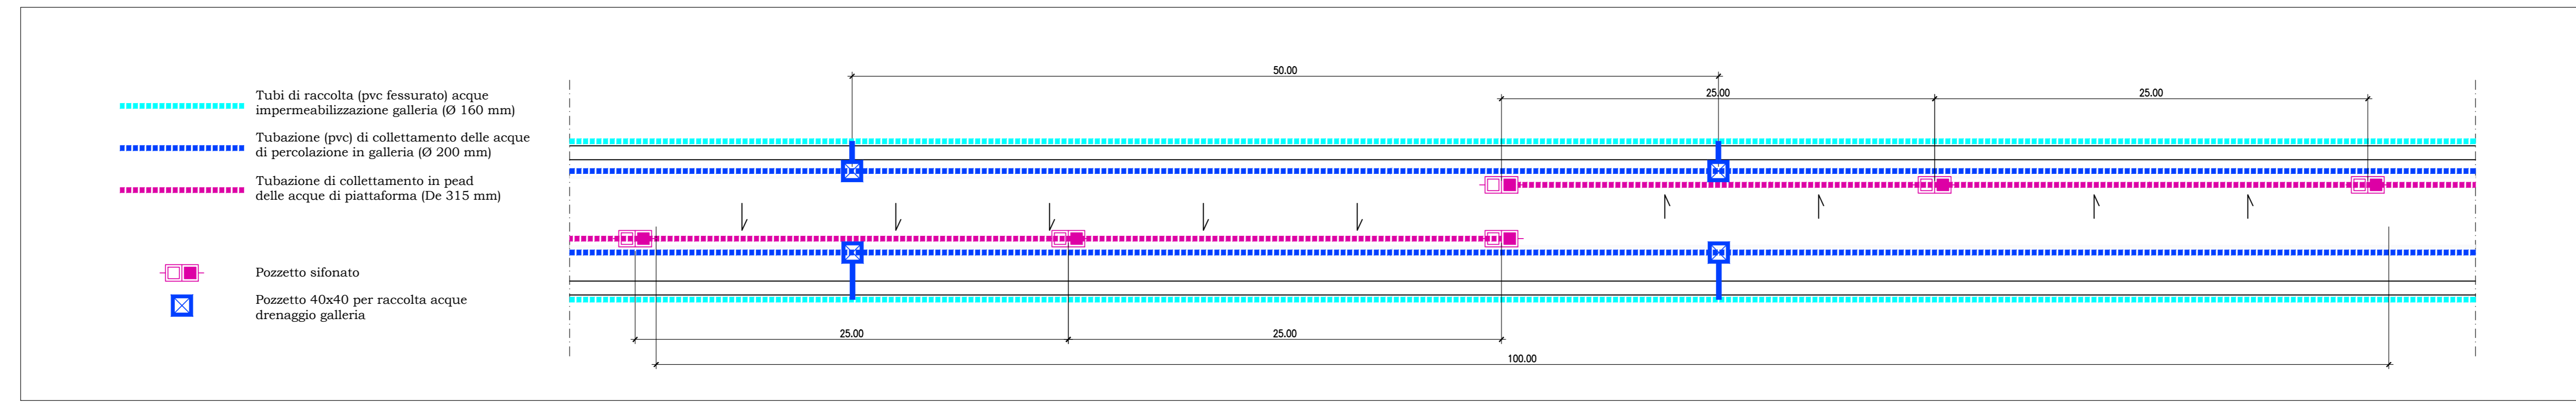 Tubi di raccolta (pvc fessurato) acque
impermeabilizzazione galleria (Ø 160 mm)
Tubazione (pvc) di collettamento delle acque
di percolazione in galleria (Ø 200 mm)
Tubazione di collettamento in pead
delle acque di piattaforma (De 315 mm)
Pozzetto sifonato
Pozzetto 40x40 per raccolta acque
drenaggio galleria
50.00
25.00
25.00
25.00
25.00
100.00